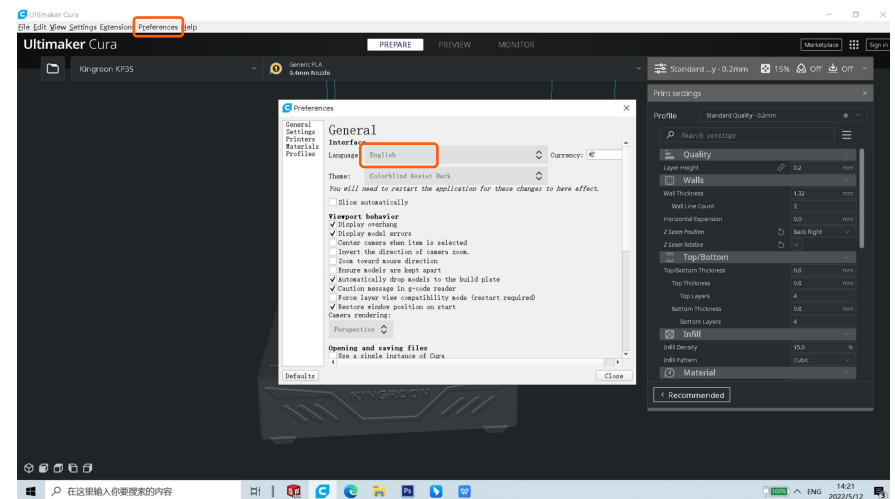 Ultimaker Cura
File Edit View Settings Extensions Preferences Help
Ultimaker Cura PREPARE PREVIEW MONITOR Marketplace Sign in
Kingroon KP3S
Generic PLA
0.4mm Nozzle
Standard ...y - 0.2mm 15% Off Off
Print settings
Profile Standard Quality - 0.2mm
Search settings
Quality
Layer Height 0.2 mm
Walls
Wall Thickness 1.32 mm
Wall Line Count 3
Horizontal Expansion 0.0 mm
Z Seam Position Back Right
Z Seam Relative
Top/Bottom
Top/Bottom Thickness 0.8 mm
Top Thickness 0.8 mm
Top Layers 4
Bottom Thickness 0.8 mm
Bottom Layers 4
Infill
Infill Density 15.0 %
Infill Pattern Cubic
Material
Recommended
Preferences
General
Settings
Printers
Materials
Profiles
General
Interface
Language: English Currency: €
Theme: Colorblind Assist Dark
You will need to restart the application for these changes to have effect.
Slice automatically
Viewport behavior
Display overhang
Display model errors
Center camera when item is selected
Invert the direction of camera zoom.
Zoom toward mouse direction
Ensure models are kept apart
Automatically drop models to the build plate
Caution message in g-code reader
Force layer view compatibility mode (restart required)
Restore window position on start
Camera rendering:
Perspective
Opening and saving files
Use a single instance of Cura
Defaults Close
KINGROON
在这里输入你要搜索的内容
100% ENG 14:21
2022/5/12